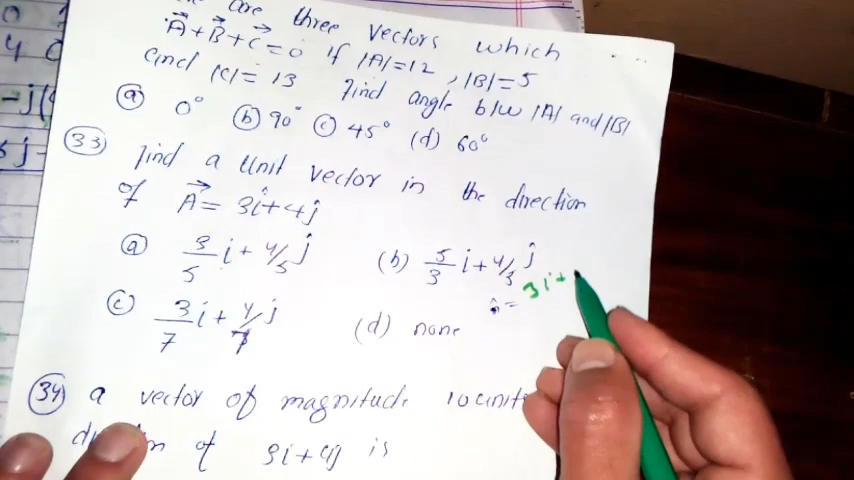 are three vectors which
A+B+C=0 if |A|=12, |B|=5
and |C|= 13 find angle b/w |A| and |B|
(a) 0° (b) 90° (c) 45° (d) 60°
(33) find a unit vector in the direction
of A = 3i+4j
(a) 3/5 i + 4/5 j (b) 5/3 i + 4/3 j
n̂ = 3i+
(c) 3/7 i + 4/7 j (d) none
(34) a vector of magnitude 10 units
of 3i+4j is